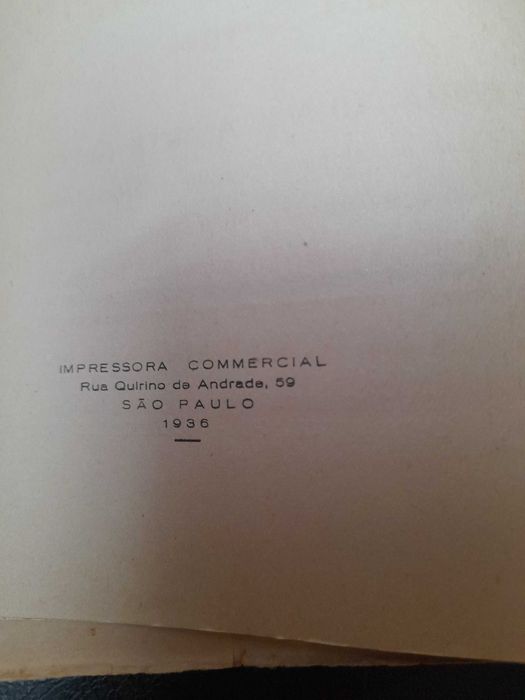 IMPRESSORA COMMERCIAL
Rua Quirino de Andrade, 59
SÃO PAULO
1936